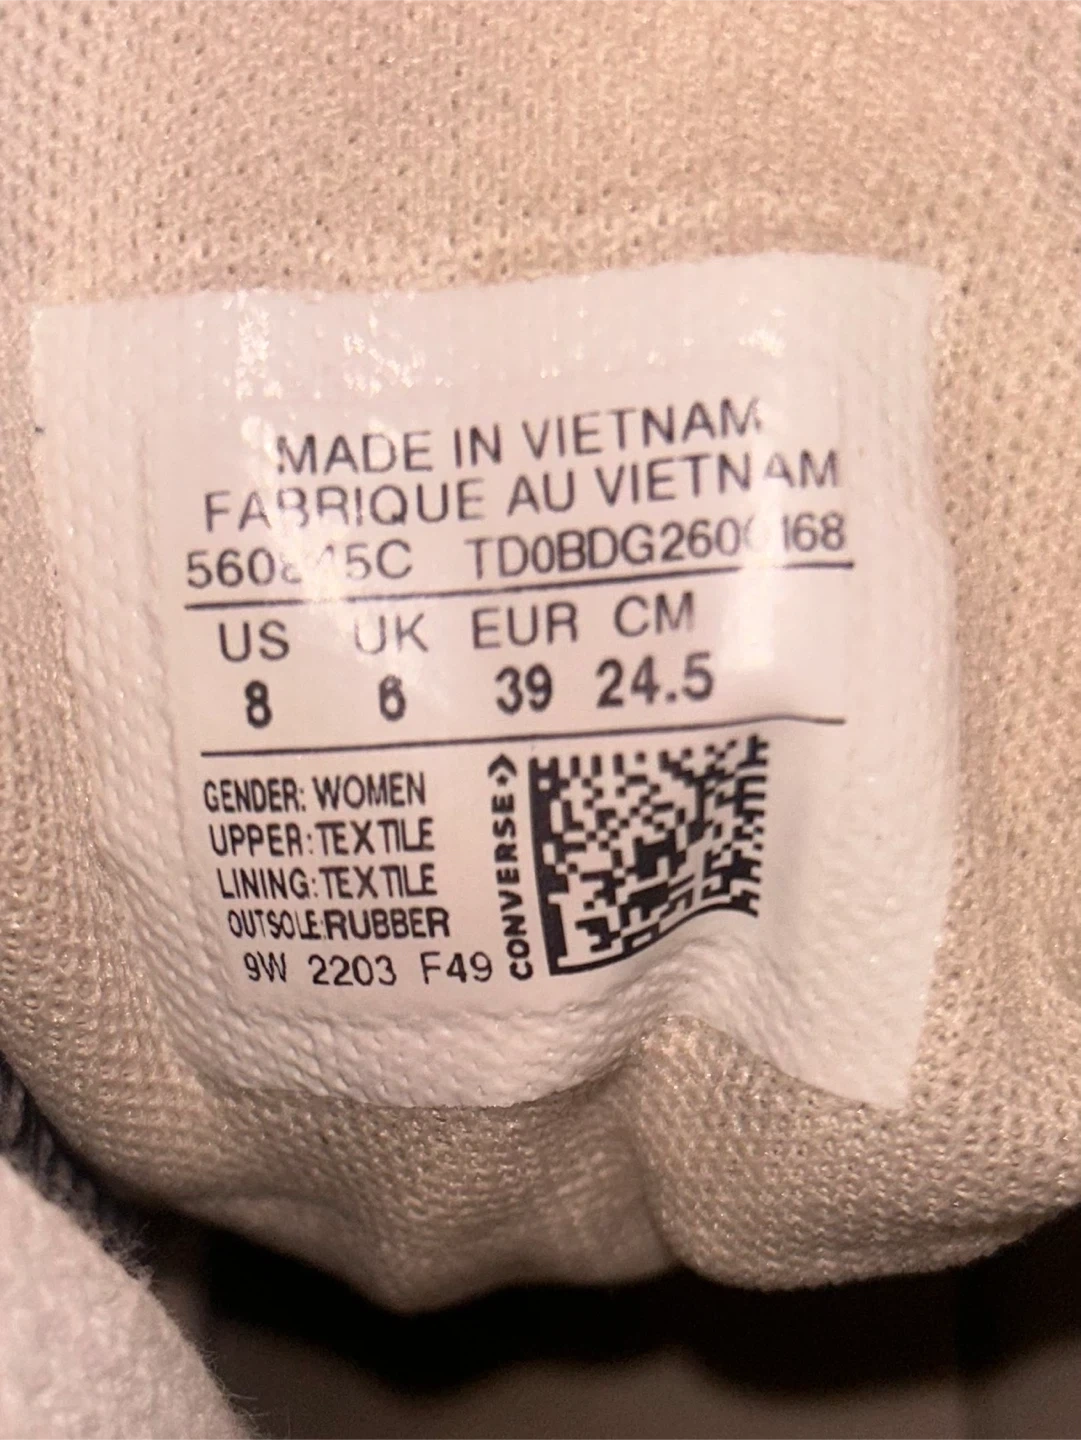 MADE IN VIETNAM
FABRIQUE AU VIETNAM
US UK EUR CM
8 6 39 24.5
GENDER: WOMEN
UPPER: TEXTILE
LINING: TEXTILE
OUTSOLE:RUBBER
9W 2203 F49
CONVERSE